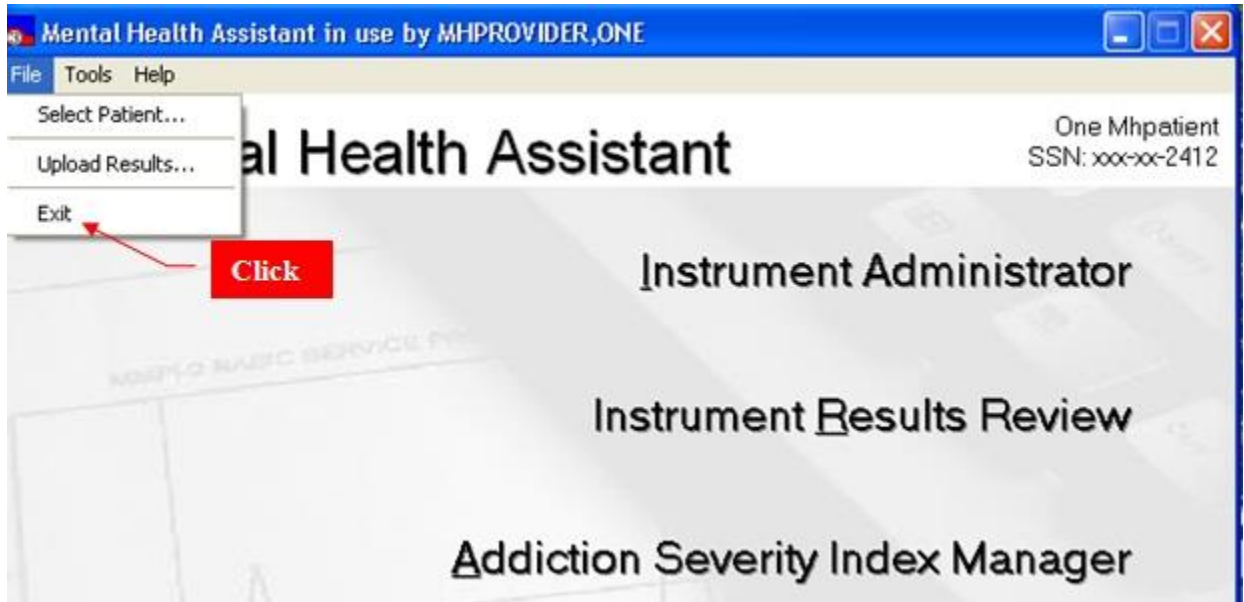 Mental Health Assistant in use by MHPROVIDER,ONE
File Tools Help
Select Patient...
Upload Results...
Exit
al Health Assistant
One Mhpatient
SSN: xxx-xx-2412
Click
Instrument Administrator
Instrument Results Review
Addiction Severity Index Manager